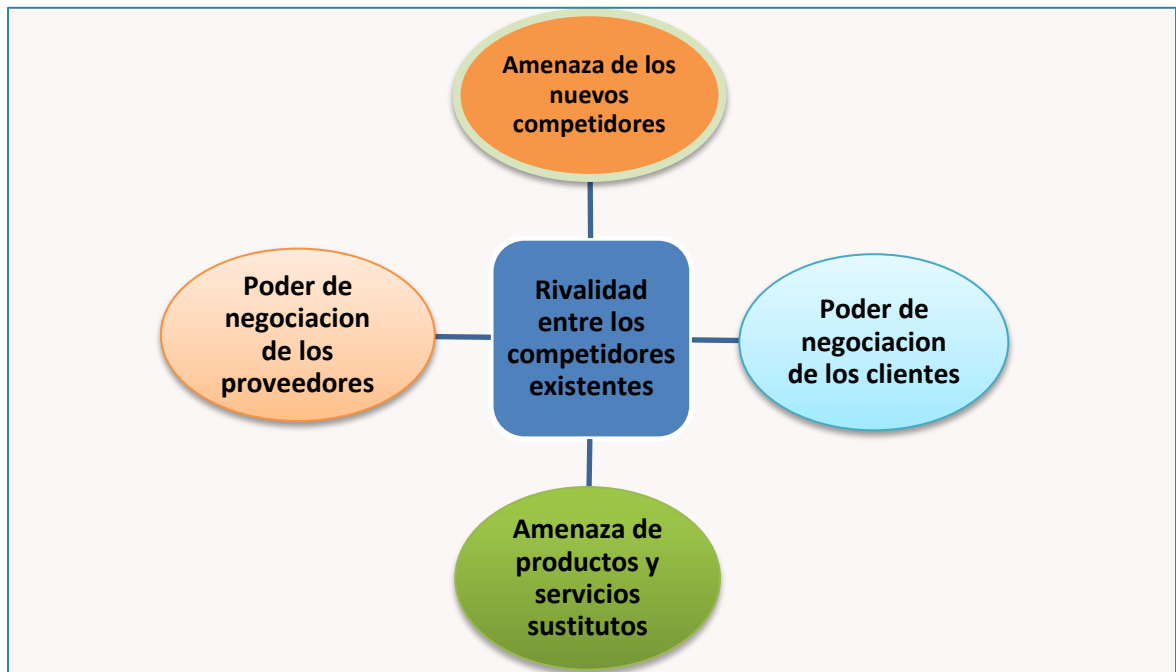 Amenaza de los
nuevos
competidores
Poder de
negociacion
de los
proveedores
Rivalidad
entre los
competidores
existentes
Poder de
negociacion
de los clientes
Amenaza de
productos y
servicios
sustitutos